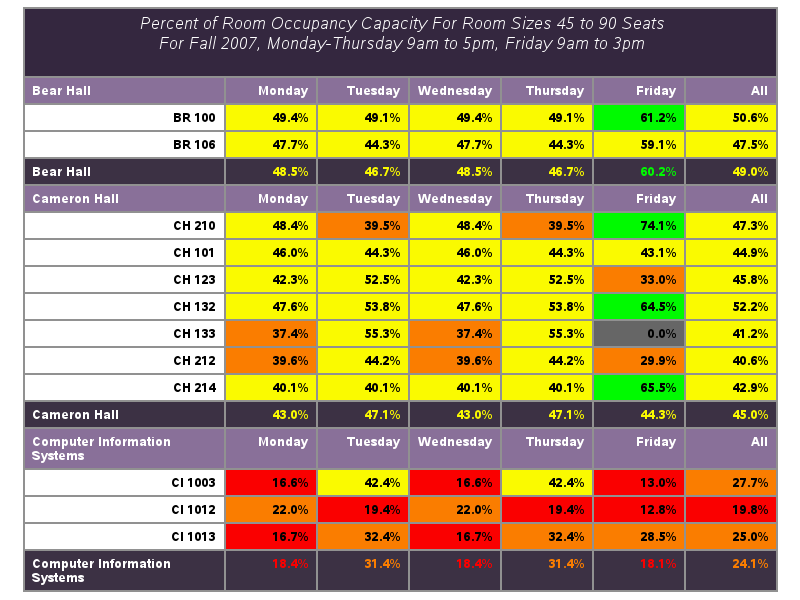 Percent of Room Occupancy Capacity For Room Sizes 45 to 90 Seats
For Fall 2007, Monday-Thursday 9am to 5pm, Friday 9am to 3pm
Bear Hall Monday Tuesday Wednesday Thursday Friday All
BR 100 49.4% 49.1% 49.4% 49.1% 61.2% 50.6%
BR 106 47.7% 44.3% 47.7% 44.3% 59.1% 47.5%
Bear Hall 48.5% 46.7% 48.5% 46.7% 60.2% 49.0%
Cameron Hall Monday Tuesday Wednesday Thursday Friday All
CH 210 48.4% 39.5% 48.4% 39.5% 74.1% 47.3%
CH 101 46.0% 44.3% 46.0% 44.3% 43.1% 44.9%
CH 123 42.3% 52.5% 42.3% 52.5% 33.0% 45.8%
CH 132 47.6% 53.8% 47.6% 53.8% 64.5% 52.2%
CH 133 37.4% 55.3% 37.4% 55.3% 0.0% 41.2%
CH 212 39.6% 44.2% 39.6% 44.2% 29.9% 40.6%
CH 214 40.1% 40.1% 40.1% 40.1% 65.5% 42.9%
Cameron Hall 43.0% 47.1% 43.0% 47.1% 44.3% 45.0%
Computer Information Monday Tuesday Wednesday Thursday Friday All
Systems
CI 1003 16.6% 42.4% 16.6% 42.4% 13.0% 27.7%
CI 1012 22.0% 19.4% 22.0% 19.4% 12.8% 19.8%
CI 1013 16.7% 32.4% 16.7% 32.4% 28.5% 25.0%
Computer Information 18.4% 31.4% 18.4% 31.4% 18.1% 24.1%
Systems